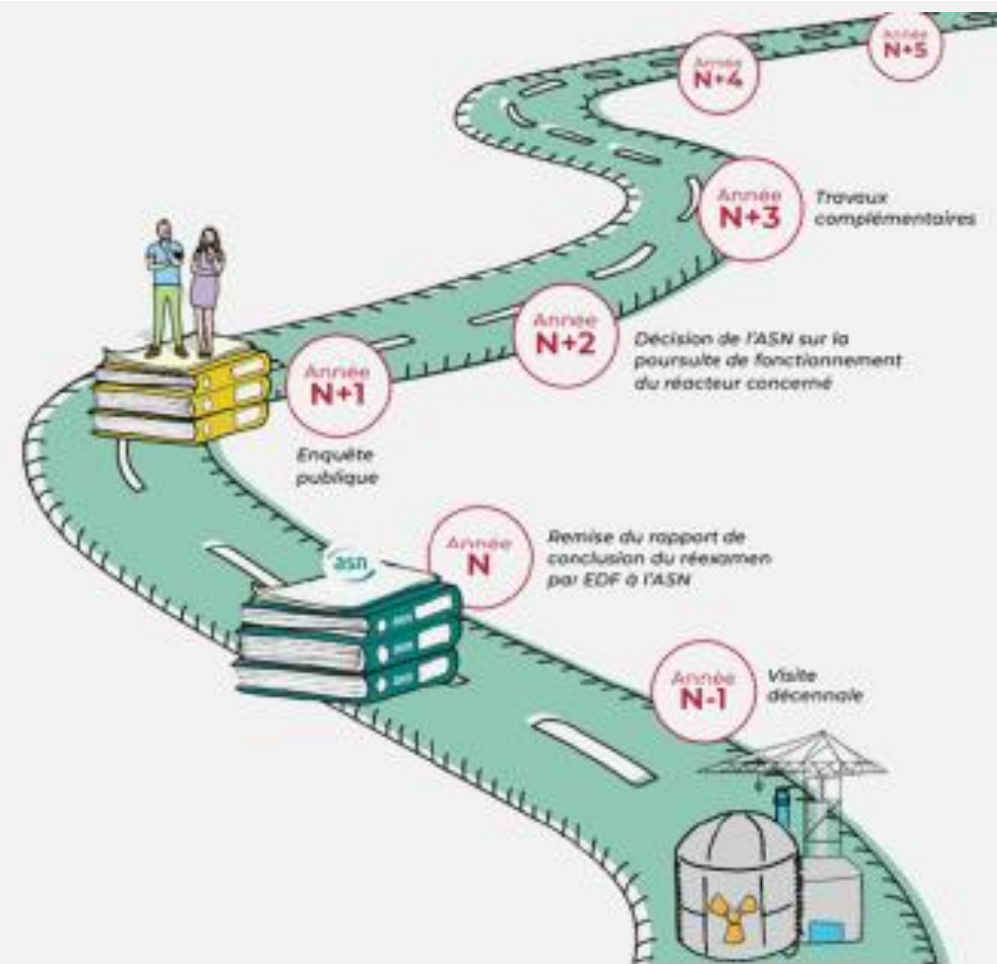 Année
N+5
Année
N+4
Année
N+3
Travaux
complémentaires
Année
N+2
Décision de l'ASN sur la
poursuite de fonctionnement
du réacteur concerné
Année
N+1
Enquête
publique
Année
N
Remise du rapport de
conclusion du réexamen
par EDF à l'ASN
asn
Année
N-1
Visite
décennale